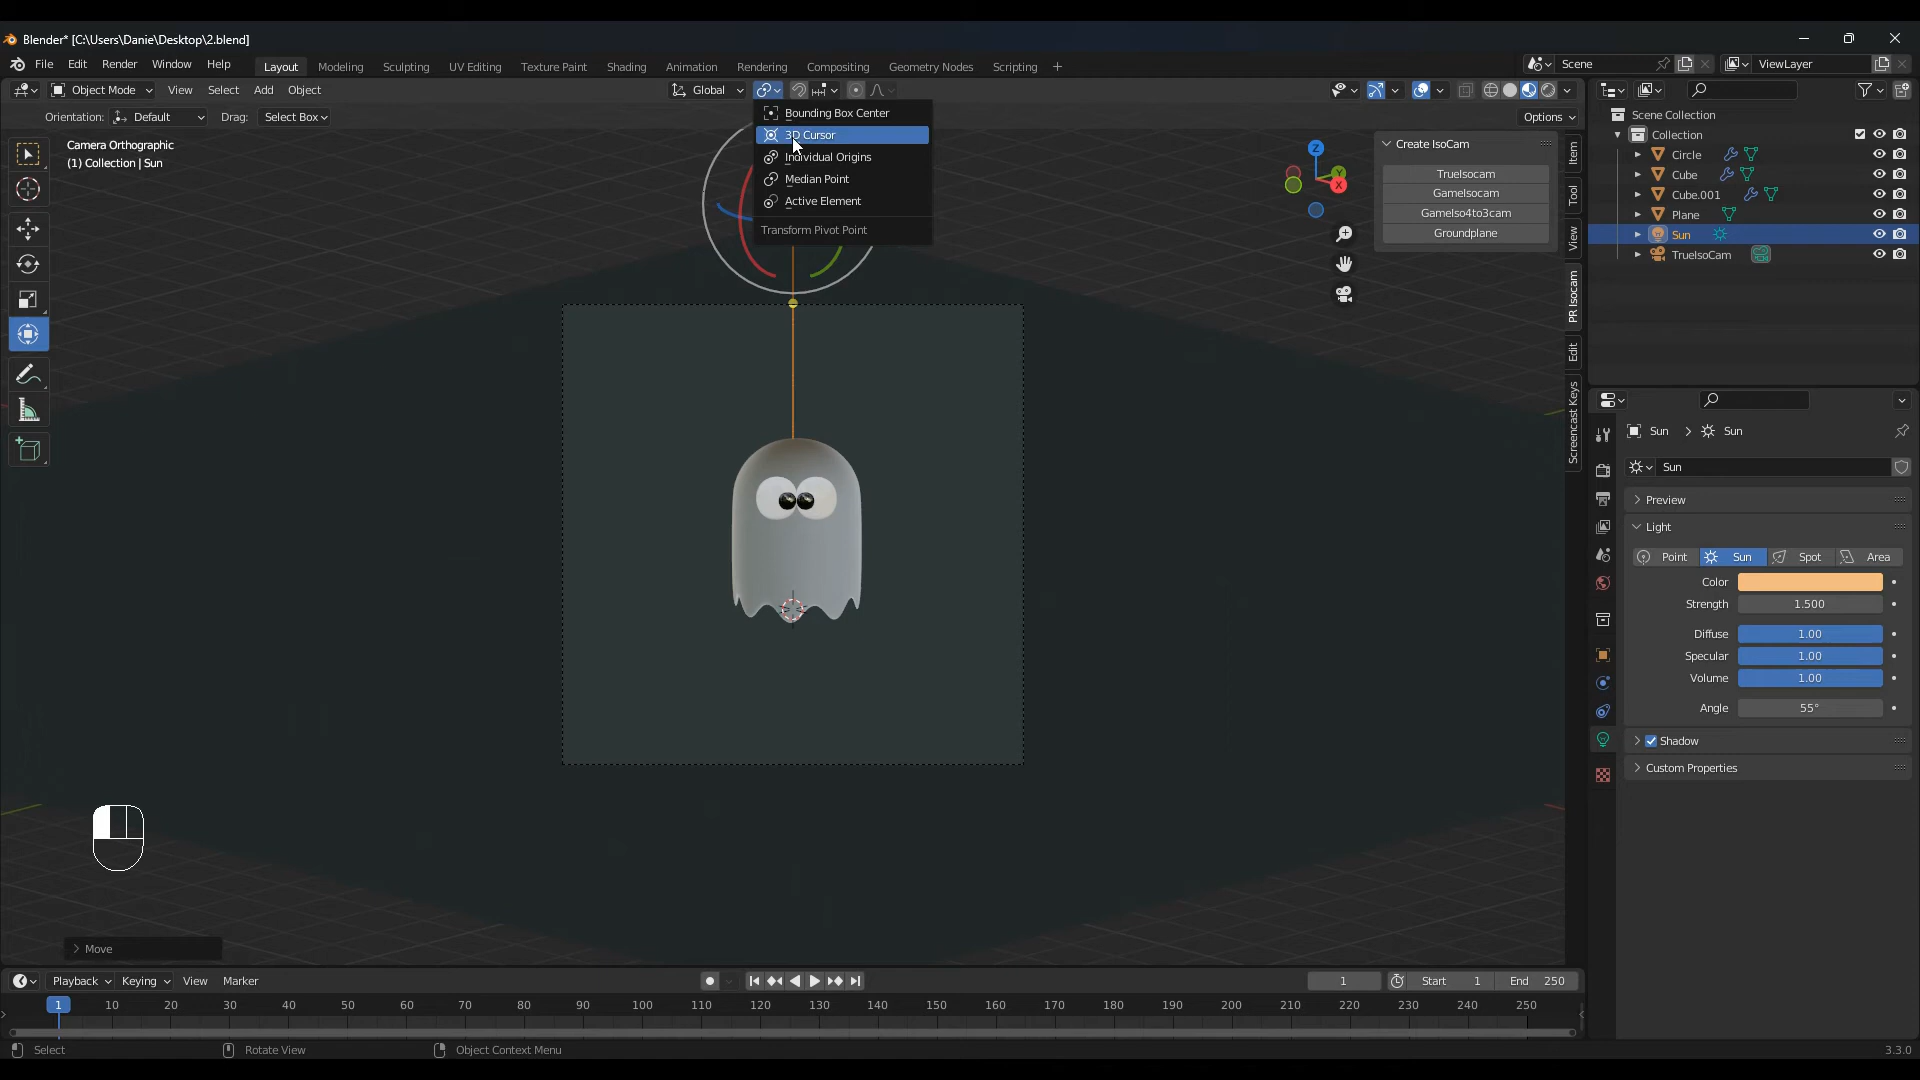 Blender* [C:\Users\Danie\Desktop\2.blend]
File Edit Render Window Help Layout Modeling Sculpting UV Editing Texture Paint Shading Animation Rendering Compositing Geometry Nodes Scripting + Scene ViewLayer
Object Mode View Select Add Object Global
Orientation: Default Drag: Select Box Options
Bounding Box Center
3D Cursor
Individual Origins
Median Point
Active Element
Transform Pivot Point
Camera Orthographic
(1) Collection | Sun
Z
Y
X
Create IsoCam
TrueIsocam
GameIsocam
GameIso4to3cam
Groundplane
Item
Tool
View
PR Isocam
Edit
Screencast Keys
Scene Collection
Collection
Circle
Cube
Cube.001
Plane
Sun
TrueIsoCam
Sun > Sun
Sun
Preview
Light
Point Sun Spot Area
Color
Strength 1.500
Diffuse 1.00
Specular 1.00
Volume 1.00
Angle 55°
Shadow
Custom Properties
Move
Playback Keying View Marker 1 Start 1 End 250
1 10 20 30 40 50 60 70 80 90 100 110 120 130 140 150 160 170 180 190 200 210 220 230 240 250
Select Rotate View Object Context Menu 3.3.0